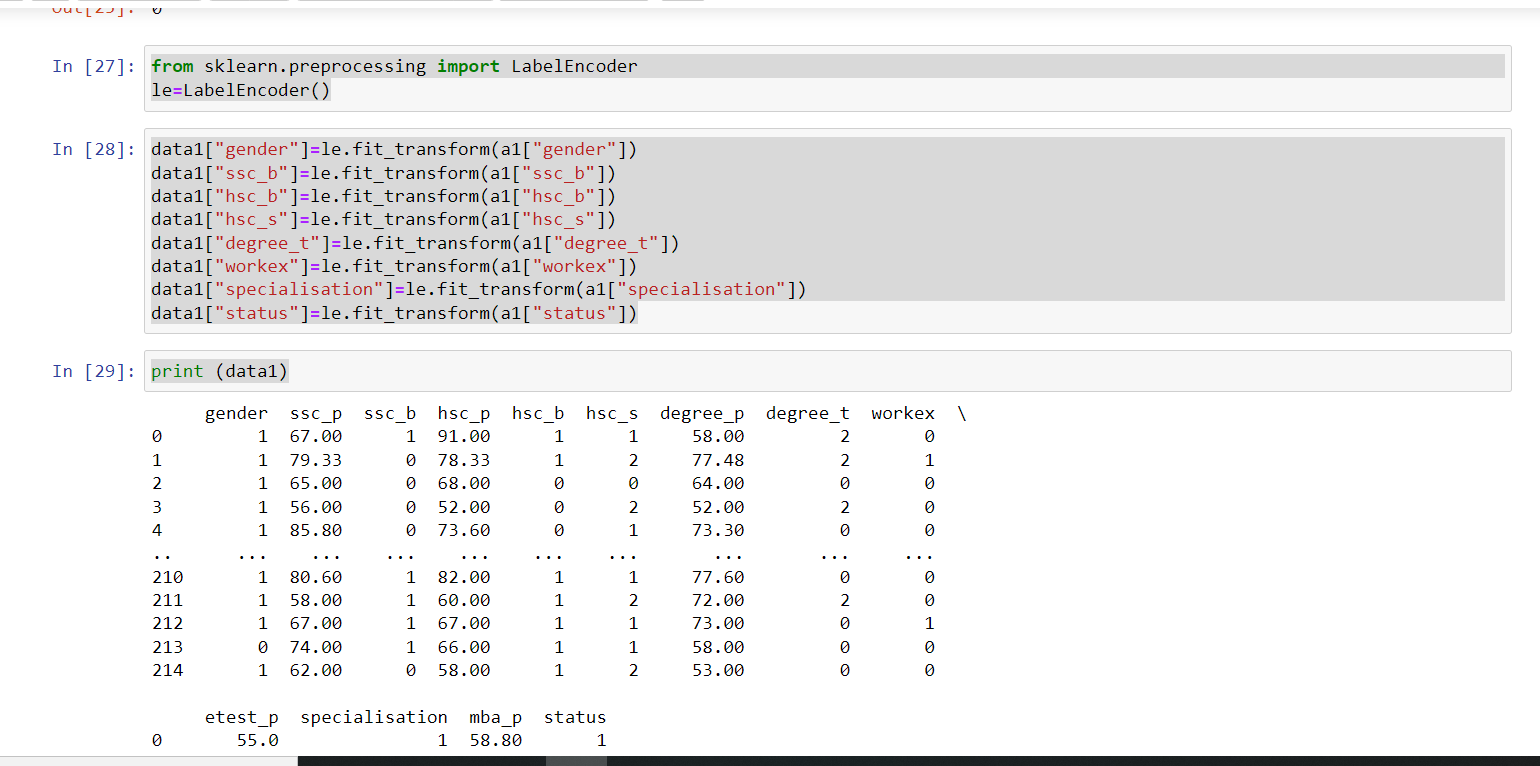 Out[25]: 0
In [27]: from sklearn.preprocessing import LabelEncoder
le=LabelEncoder()
In [28]: data1["gender"]=le.fit_transform(a1["gender"])
data1["ssc_b"]=le.fit_transform(a1["ssc_b"])
data1["hsc_b"]=le.fit_transform(a1["hsc_b"])
data1["hsc_s"]=le.fit_transform(a1["hsc_s"])
data1["degree_t"]=le.fit_transform(a1["degree_t"])
data1["workex"]=le.fit_transform(a1["workex"])
data1["specialisation"]=le.fit_transform(a1["specialisation"])
data1["status"]=le.fit_transform(a1["status"])
In [29]: print (data1)
gender ssc_p ssc_b hsc_p hsc_b hsc_s degree_p degree_t workex \
0 1 67.00 1 91.00 1 1 58.00 2 0
1 1 79.33 0 78.33 1 2 77.48 2 1
2 1 65.00 0 68.00 0 0 64.00 0 0
3 1 56.00 0 52.00 0 2 52.00 2 0
4 1 85.80 0 73.60 0 1 73.30 0 0
.. ... ... ... ... ... ... ... ... ...
210 1 80.60 1 82.00 1 1 77.60 0 0
211 1 58.00 1 60.00 1 2 72.00 2 0
212 1 67.00 1 67.00 1 1 73.00 0 1
213 0 74.00 1 66.00 1 1 58.00 0 0
214 1 62.00 0 58.00 1 2 53.00 0 0
etest_p specialisation mba_p status
0 55.0 1 58.80 1